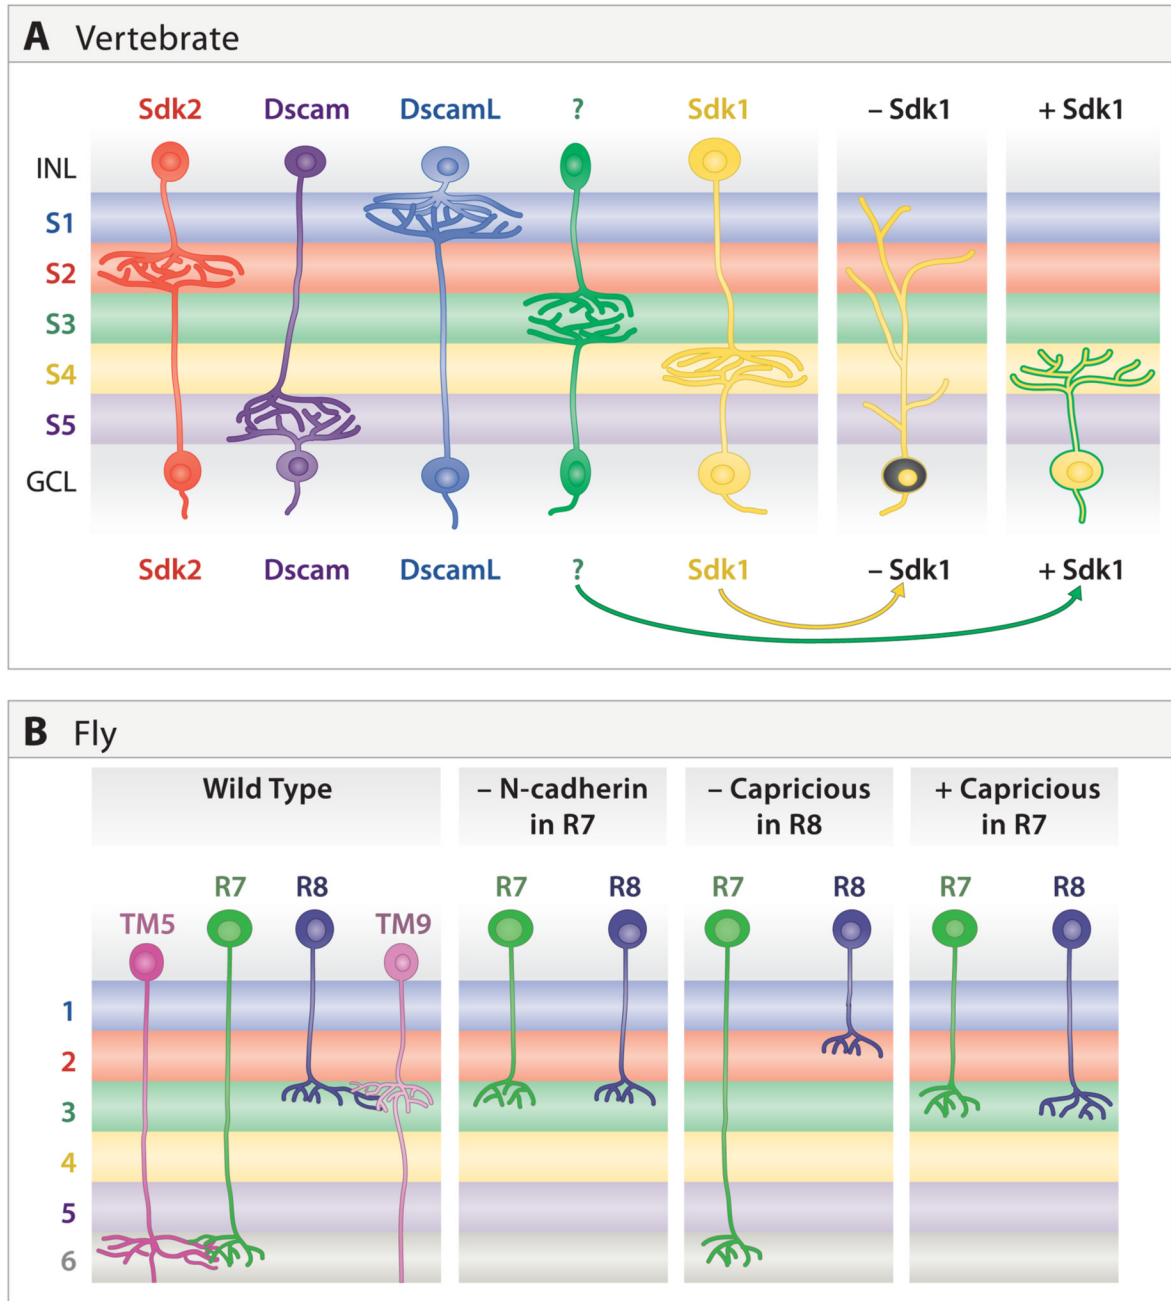 A Vertebrate
Sdk2 Dscam DscamL ? Sdk1 – Sdk1 + Sdk1
INL
S1
S2
S3
S4
S5
GCL
Sdk2 Dscam DscamL ? Sdk1 – Sdk1 + Sdk1
B Fly
Wild Type
– N-cadherin
in R7
– Capricious
in R8
+ Capricious
in R7
R7 R8 R7 R8 R7 R8 R7 R8
TM5 TM9
1
2
3
4
5
6